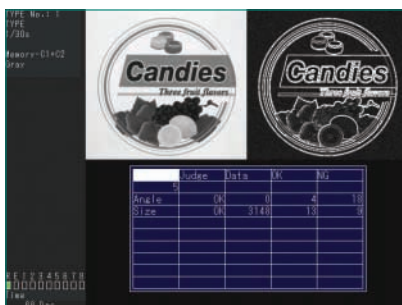 TYPE No.1 1
TYPE
1/30s
Memory-C1+C2
Gray
Candies
Three fruit flavors
Candies
Three fruit flavors
Judge Data OK NG
5
Angle OK 0 4 18
Size OK 3148 13 9
Time